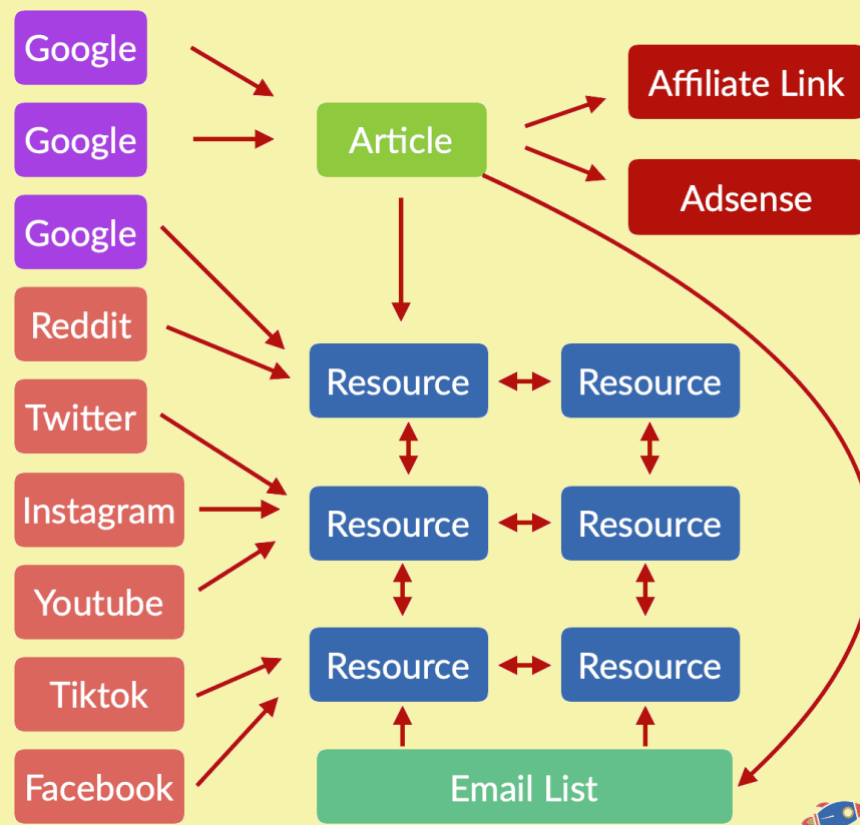 Google
Google
Google
Reddit
Twitter
Instagram
Youtube
Tiktok
Facebook
Article
Affiliate Link
Adsense
Resource
Resource
Resource
Resource
Resource
Resource
Email List